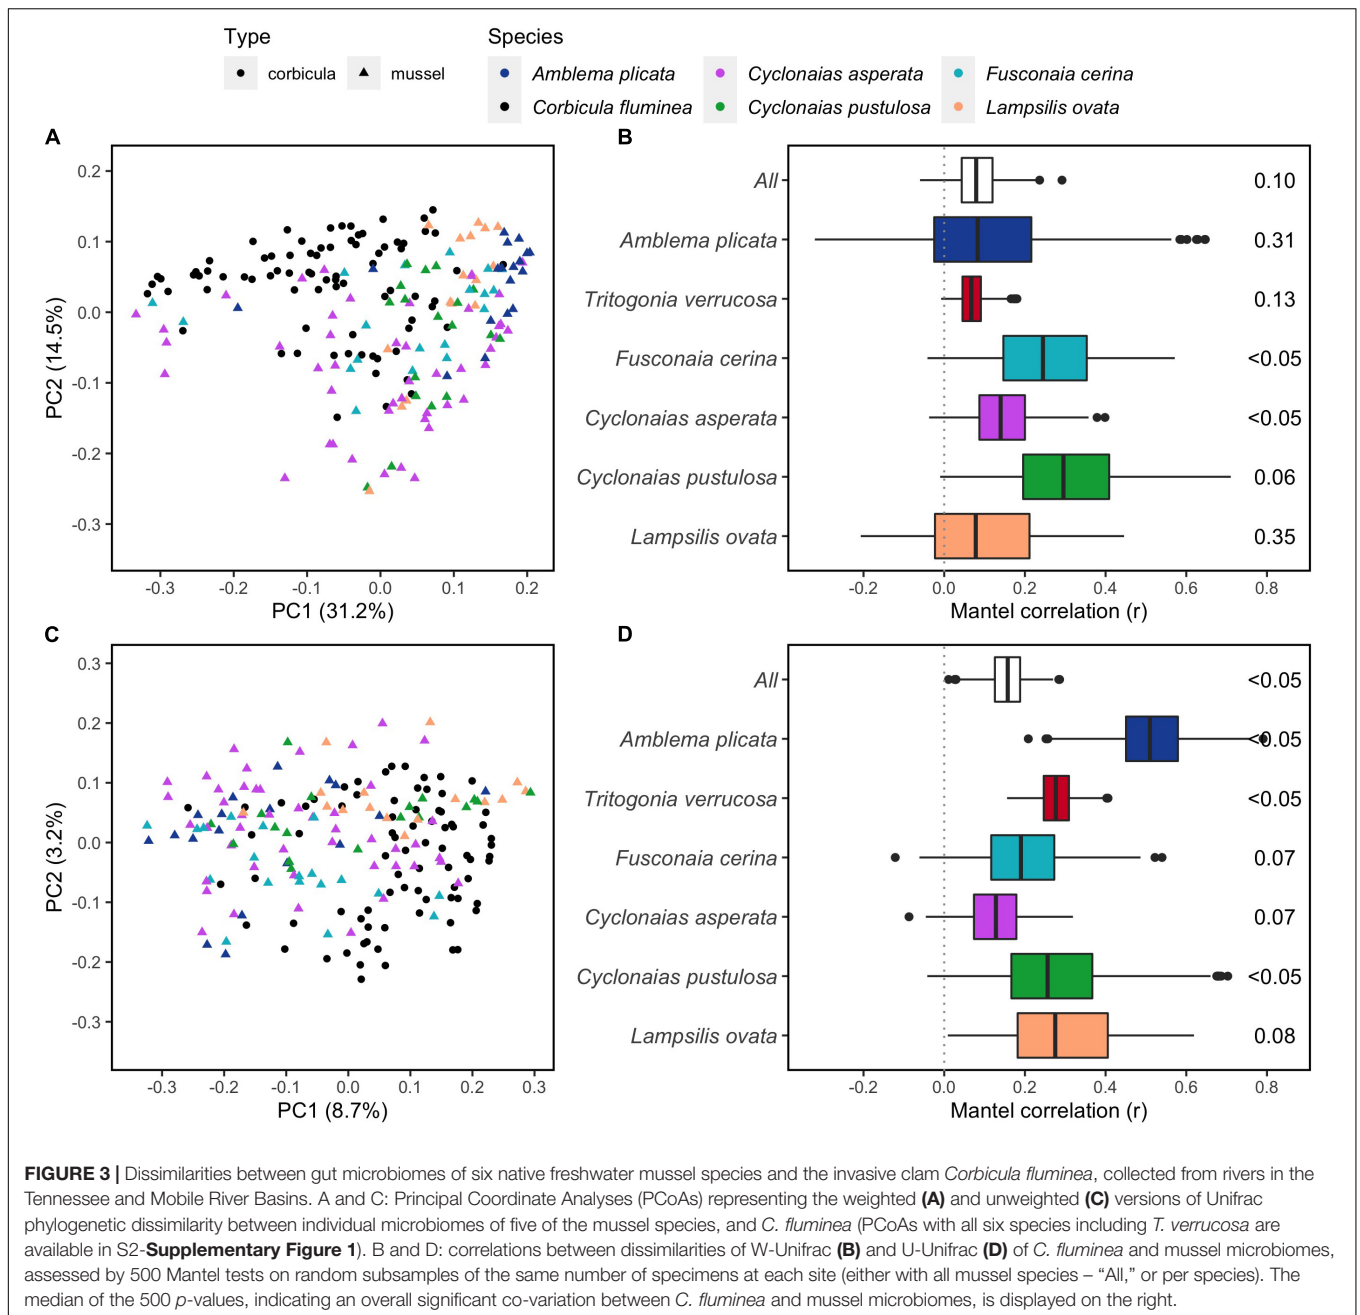 Type
Species
corbicula
mussel
Amblema plicata
Cyclonaias asperata
Fusconaia cerina
Corbicula fluminea
Cyclonaias pustulosa
Lampsilis ovata
A
0.2
0.1
0.0
-0.1
-0.2
-0.3
PC2 (14.5%)
-0.3
-0.2
-0.1
0.0
0.1
0.2
PC1 (31.2%)
B
All
0.10
Amblema plicata
0.31
Tritogonia verrucosa
0.13
Fusconaia cerina
<0.05
Cyclonaias asperata
<0.05
Cyclonaias pustulosa
0.06
Lampsilis ovata
0.35
-0.2
0.0
0.2
0.4
0.6
0.8
Mantel correlation (r)
C
0.3
0.2
0.1
0.0
-0.1
-0.2
-0.3
PC2 (3.2%)
-0.3
-0.2
-0.1
0.0
0.1
0.2
0.3
PC1 (8.7%)
D
All
<0.05
Amblema plicata
<0.05
Tritogonia verrucosa
<0.05
Fusconaia cerina
0.07
Cyclonaias asperata
0.07
Cyclonaias pustulosa
<0.05
Lampsilis ovata
0.08
-0.2
0.0
0.2
0.4
0.6
0.8
Mantel correlation (r)
FIGURE 3 | Dissimilarities between gut microbiomes of six native freshwater mussel species and the invasive clam Corbicula fluminea, collected from rivers in the
Tennessee and Mobile River Basins. A and C: Principal Coordinate Analyses (PCoAs) representing the weighted (A) and unweighted (C) versions of Unifrac
phylogenetic dissimilarity between individual microbiomes of five of the mussel species, and C. fluminea (PCoAs with all six species including T. verrucosa are
available in S2-Supplementary Figure 1). B and D: correlations between dissimilarities of W-Unifrac (B) and U-Unifrac (D) of C. fluminea and mussel microbiomes,
assessed by 500 Mantel tests on random subsamples of the same number of specimens at each site (either with all mussel species – “All,” or per species). The
median of the 500 p-values, indicating an overall significant co-variation between C. fluminea and mussel microbiomes, is displayed on the right.